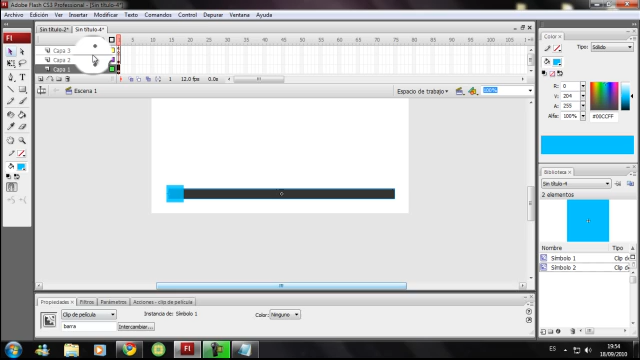 Adobe Flash CS3 Professional - [Sin título-4*]
Archivo Edición Ver Insertar Modificar Texto Comandos Control Depurar Ventana Ayuda
Sin título-2* Sin título-4*
5 10 15 20 25 30 35 40 45 50 55 60 65 70 75 80 85 90 95 100 105
Capa 3
Capa 2
Capa 1
1 12.0 fps 0.0s
Escena 1
Espacio de trabajo
100%
Color
Tipo: Sólido
R: 0
V: 204
A: 255
Alfa: 100%
#00CCFF
Biblioteca
Sin título-4
2 elementos
Nombre Tipo
Símbolo 1 Clip d
Símbolo 2 Clip d
Propiedades Filtros Parámetros Acciones - clip de película
Clip de película
Instancia de: Símbolo 1
Color: Ninguno
barra
Intercambiar...
ES
19:54
18/09/2010